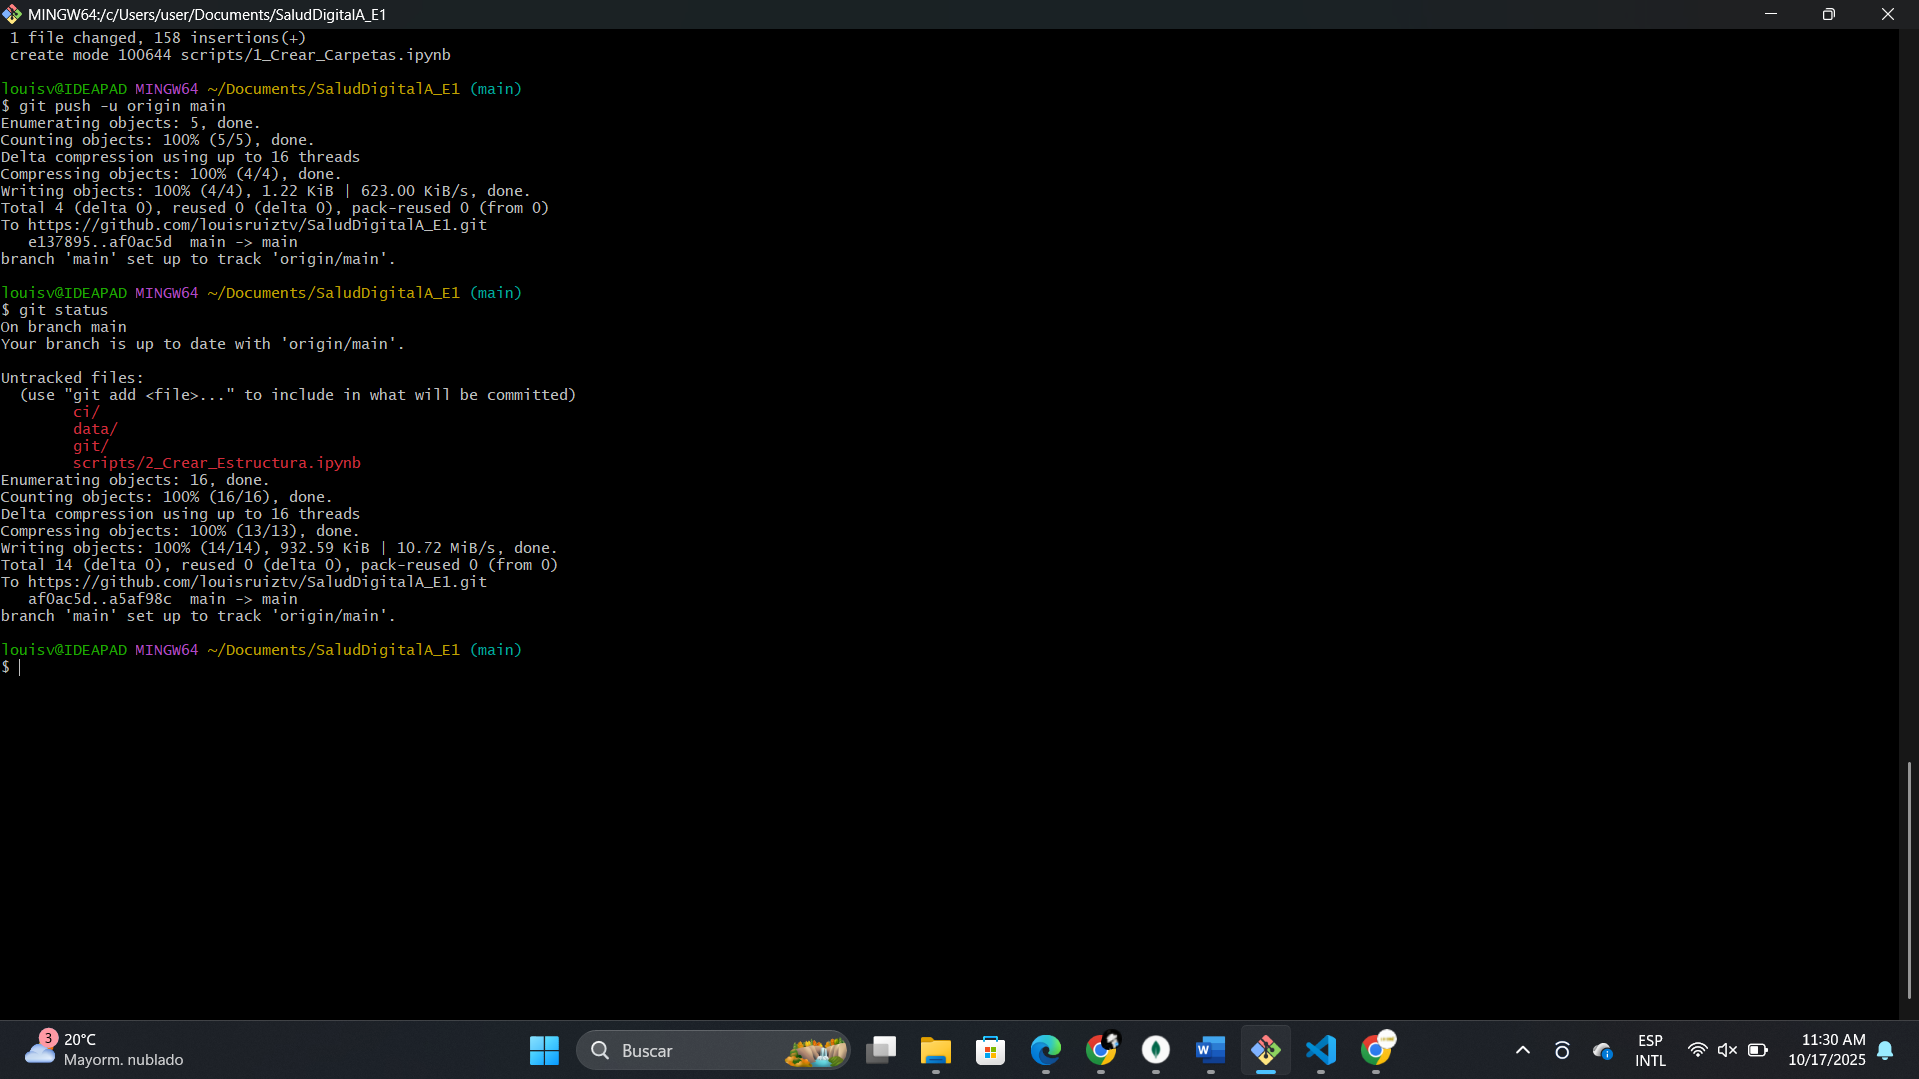 MINGW64:/c/Users/user/Documents/SaludDigitalA_E1
1 file changed, 158 insertions(+)
create mode 100644 scripts/1_Crear_Carpetas.ipynb
louisv@IDEAPAD MINGW64 ~/Documents/SaludDigitalA_E1 (main)
$ git push -u origin main
Enumerating objects: 5, done.
Counting objects: 100% (5/5), done.
Delta compression using up to 16 threads
Compressing objects: 100% (4/4), done.
Writing objects: 100% (4/4), 1.22 KiB | 623.00 KiB/s, done.
Total 4 (delta 0), reused 0 (delta 0), pack-reused 0 (from 0)
To https://github.com/louisruiztv/SaludDigitalA_E1.git
e137895..af0ac5d  main -> main
branch 'main' set up to track 'origin/main'.
louisv@IDEAPAD MINGW64 ~/Documents/SaludDigitalA_E1 (main)
$ git status
On branch main
Your branch is up to date with 'origin/main'.
Untracked files:
(use "git add <file>..." to include in what will be committed)
ci/
data/
git/
scripts/2_Crear_Estructura.ipynb
Enumerating objects: 16, done.
Counting objects: 100% (16/16), done.
Delta compression using up to 16 threads
Compressing objects: 100% (13/13), done.
Writing objects: 100% (14/14), 932.59 KiB | 10.72 MiB/s, done.
Total 14 (delta 0), reused 0 (delta 0), pack-reused 0 (from 0)
To https://github.com/louisruiztv/SaludDigitalA_E1.git
af0ac5d..a5af98c  main -> main
branch 'main' set up to track 'origin/main'.
louisv@IDEAPAD MINGW64 ~/Documents/SaludDigitalA_E1 (main)
$
3
20°C
Mayorm. nublado
Buscar
W
ESP
INTL
11:30 AM
10/17/2025